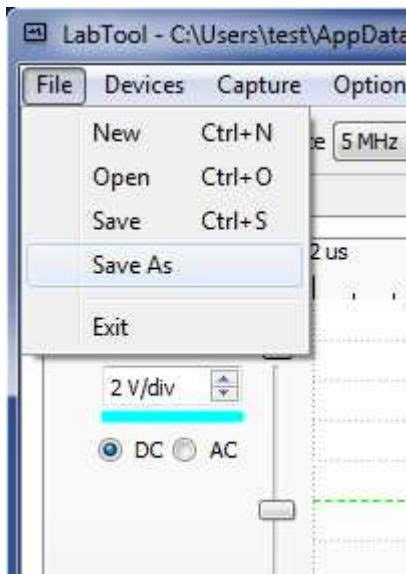 LabTool - C:\Users\test\AppData
File Devices Capture Option
New Ctrl+N
5 MHz
Open Ctrl+O
Save Ctrl+S
2 us
Save As
Exit
2 V/div
DC AC